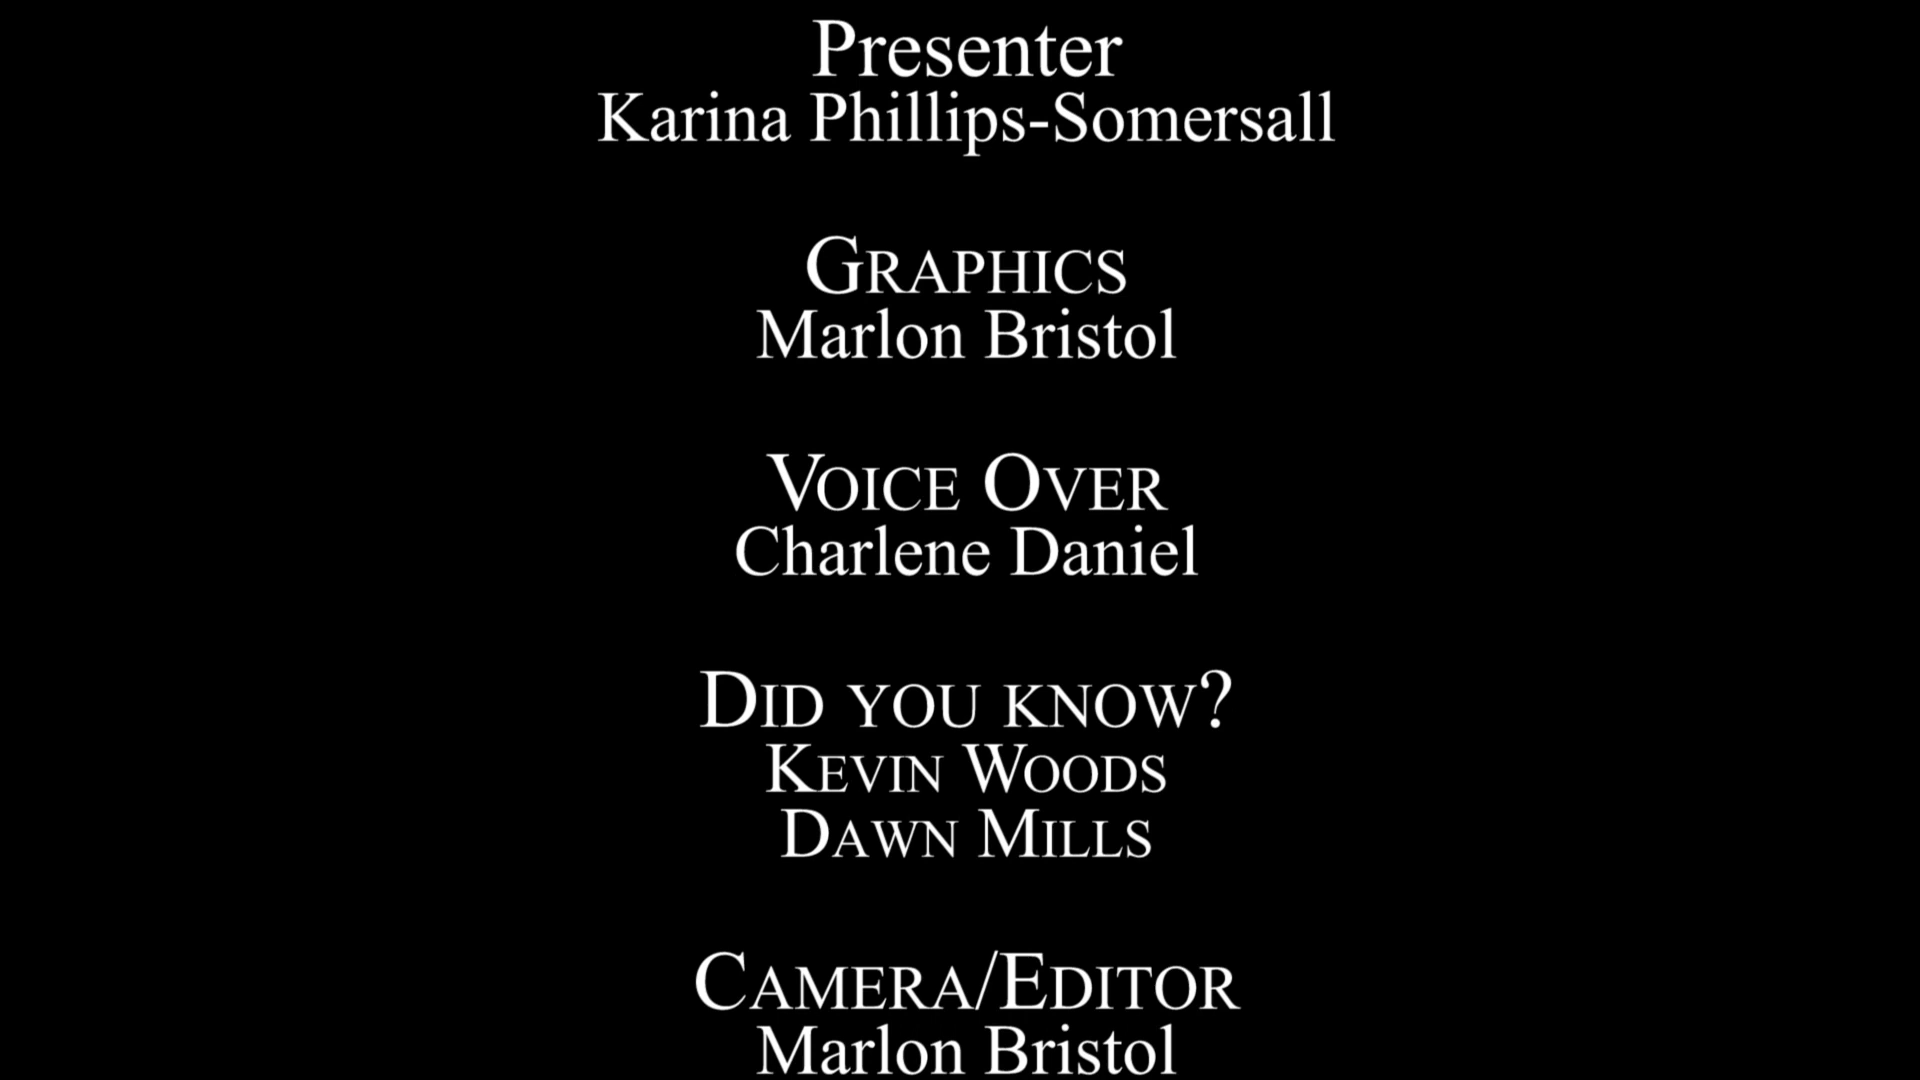 Presenter
Karina Phillips-Somersall
Graphics
Marlon Bristol
Voice Over
Charlene Daniel
Did you know?
Kevin Woods
Dawn Mills
Camera/Editor
Marlon Bristol